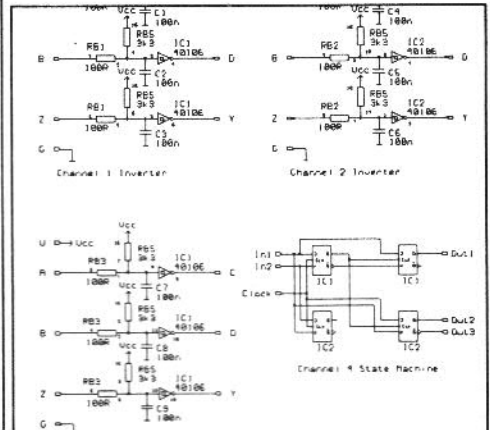 100n
C1
Vcc
100n
RB5
3k3
IC1
40106
B
RB1
100R
D
Vcc
C2
100n
RB5
3k3
IC1
40106
Z
RB1
100R
Y
C3
100n
G
Channel 1 Inverter
C4
Vcc
100n
RB5
3k3
IC2
40106
B
RB2
100R
D
Vcc
C5
100n
RB5
3k3
IC2
40106
Z
RB2
100R
Y
C6
100n
G
Channel 2 Inverter
Vcc
V
Vcc
RB5
3k3
IC1
40106
A
RB3
100R
C
Vcc
C7
100n
RB5
3k3
IC1
40106
B
RB3
100R
D
Vcc
C8
100n
RB5
3k3
IC1
40106
Z
RB3
100R
Y
C9
100n
G
In1
In2
Clock
IC1
IC1
Out1
IC2
IC2
Out2
Out3
Channel 4 State Machine